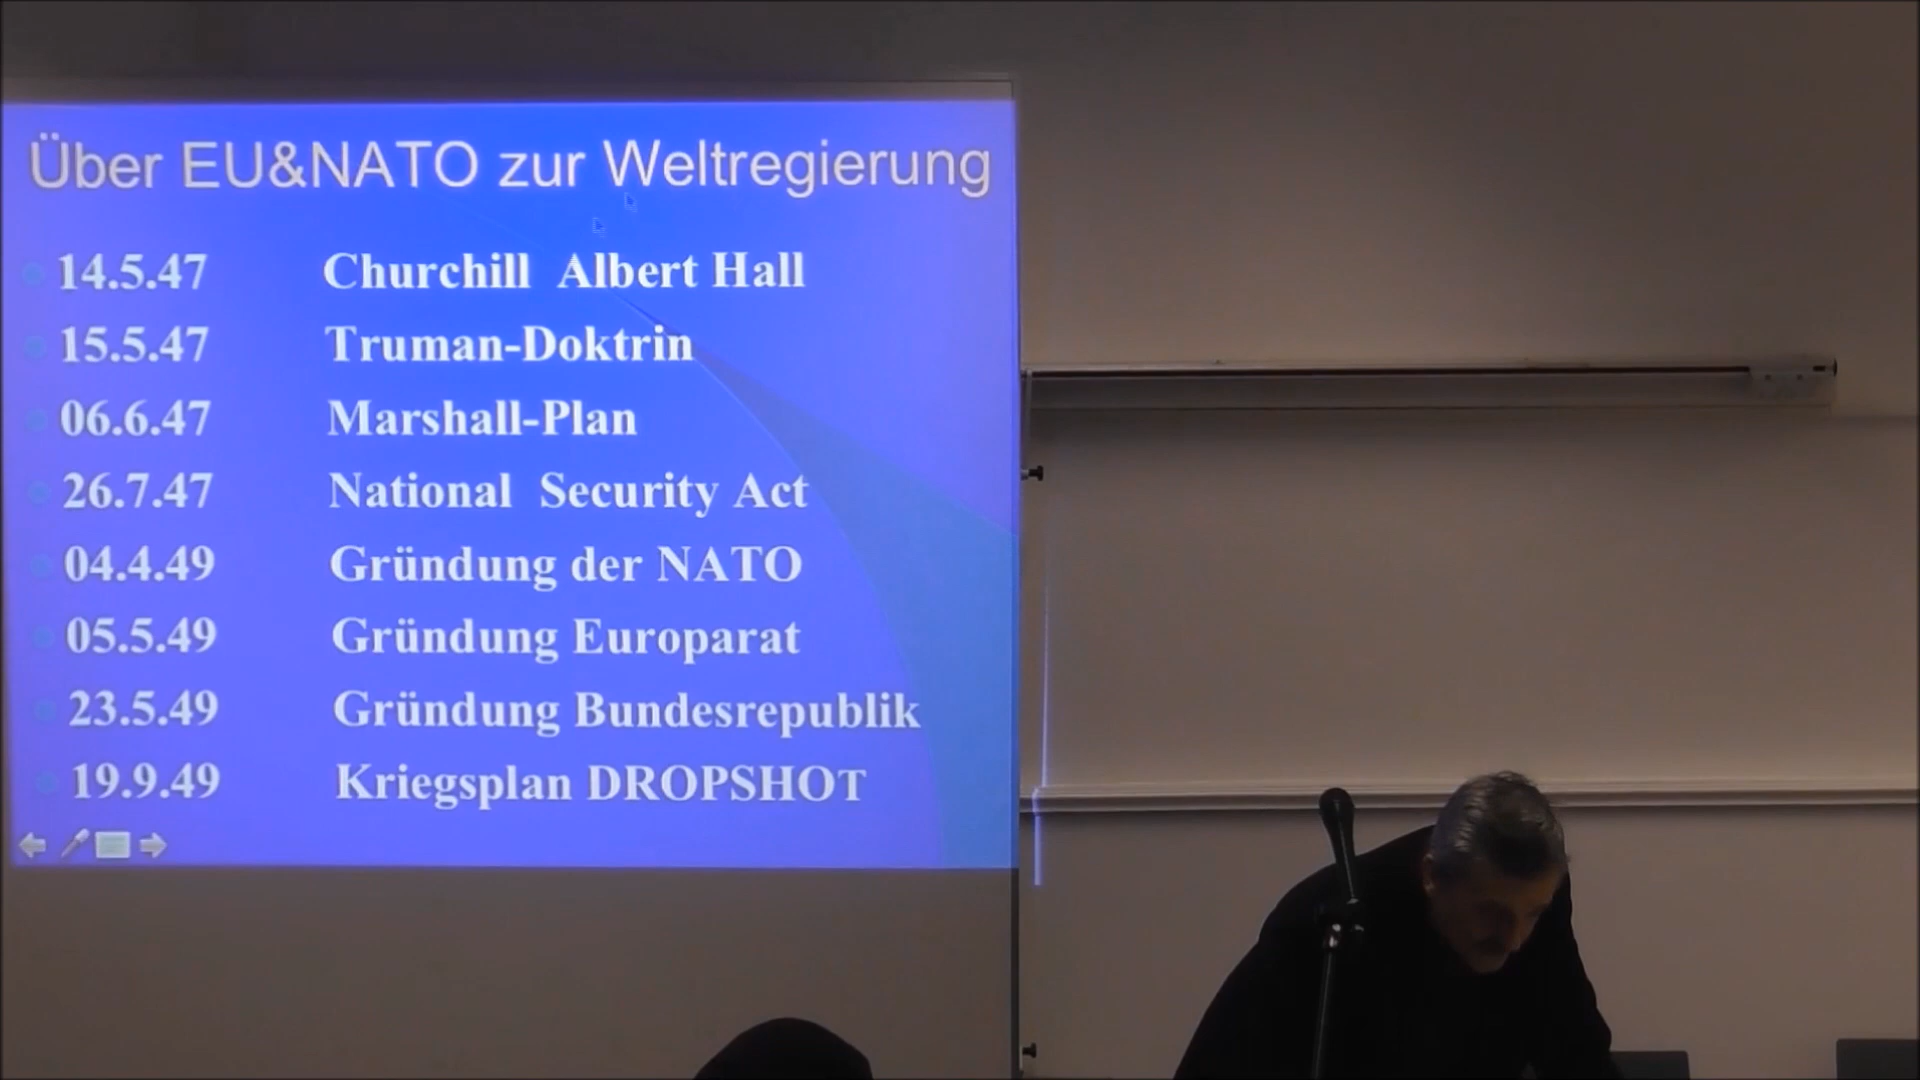 Über EU&NATO zur Weltregierung
14.5.47 Churchill Albert Hall
15.5.47 Truman-Doktrin
06.6.47 Marshall-Plan
26.7.47 National Security Act
04.4.49 Gründung der NATO
05.5.49 Gründung Europarat
23.5.49 Gründung Bundesrepublik
19.9.49 Kriegsplan DROPSHOT